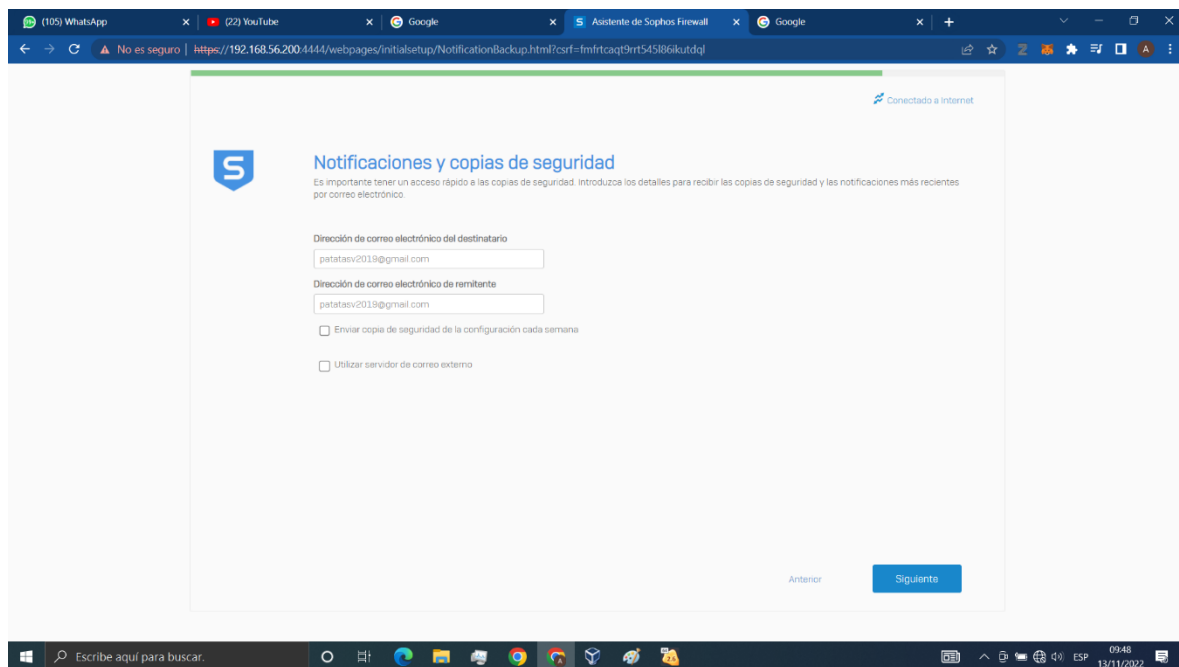 (105) WhatsApp
(22) YouTube
Google
Asistente de Sophos Firewall
Google
No es seguro
https://192.168.56.200:4444/webpages/initialsetup/NotificationBackup.html?csrf=fmfrtcaqt9rrt545l86ikutdql
Conectado a Internet
Notificaciones y copias de seguridad
Es importante tener un acceso rápido a las copias de seguridad. Introduzca los detalles para recibir las copias de seguridad y las notificaciones más recientes
por correo electrónico.
Dirección de correo electrónico del destinatario
patatasv2019@gmail.com
Dirección de correo electrónico de remitente
patatasv2019@gmail.com
Enviar copia de seguridad de la configuración cada semana
Utilizar servidor de correo externo
Anterior
Siguiente
Escribe aquí para buscar.
ESP
09:48
13/11/2022